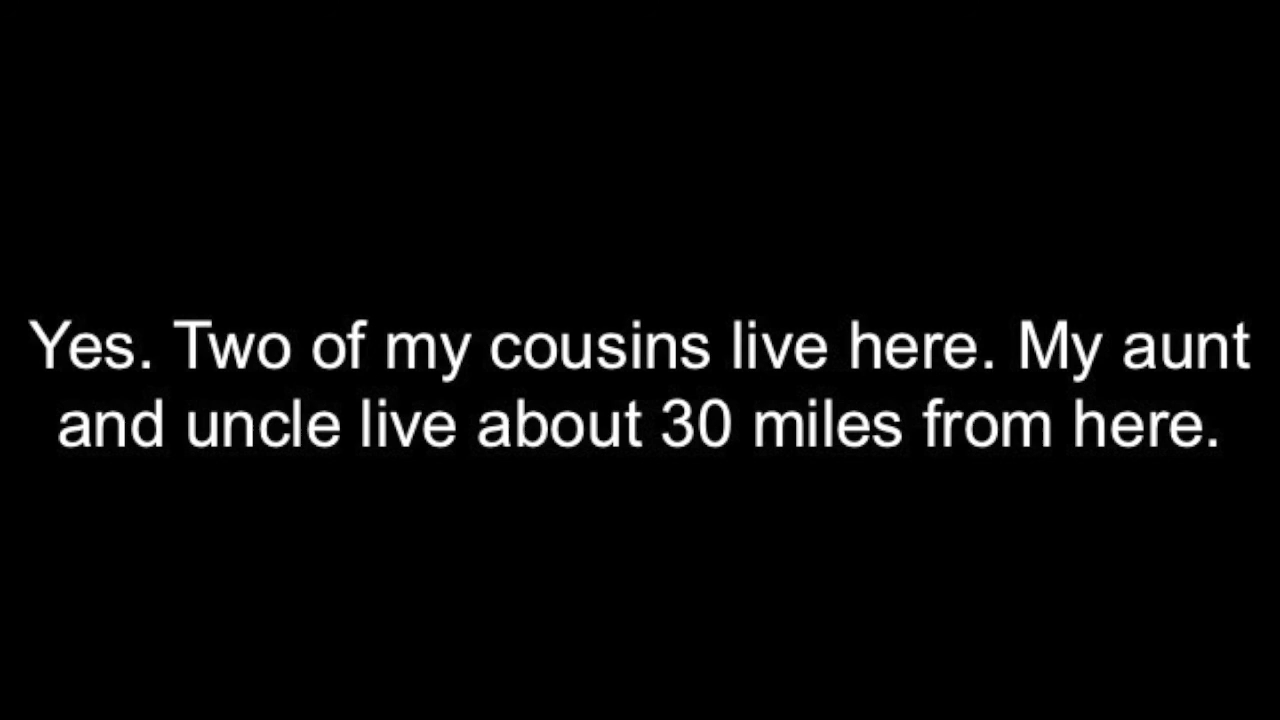 Yes. Two of my cousins live here. My aunt
and uncle live about 30 miles from here.